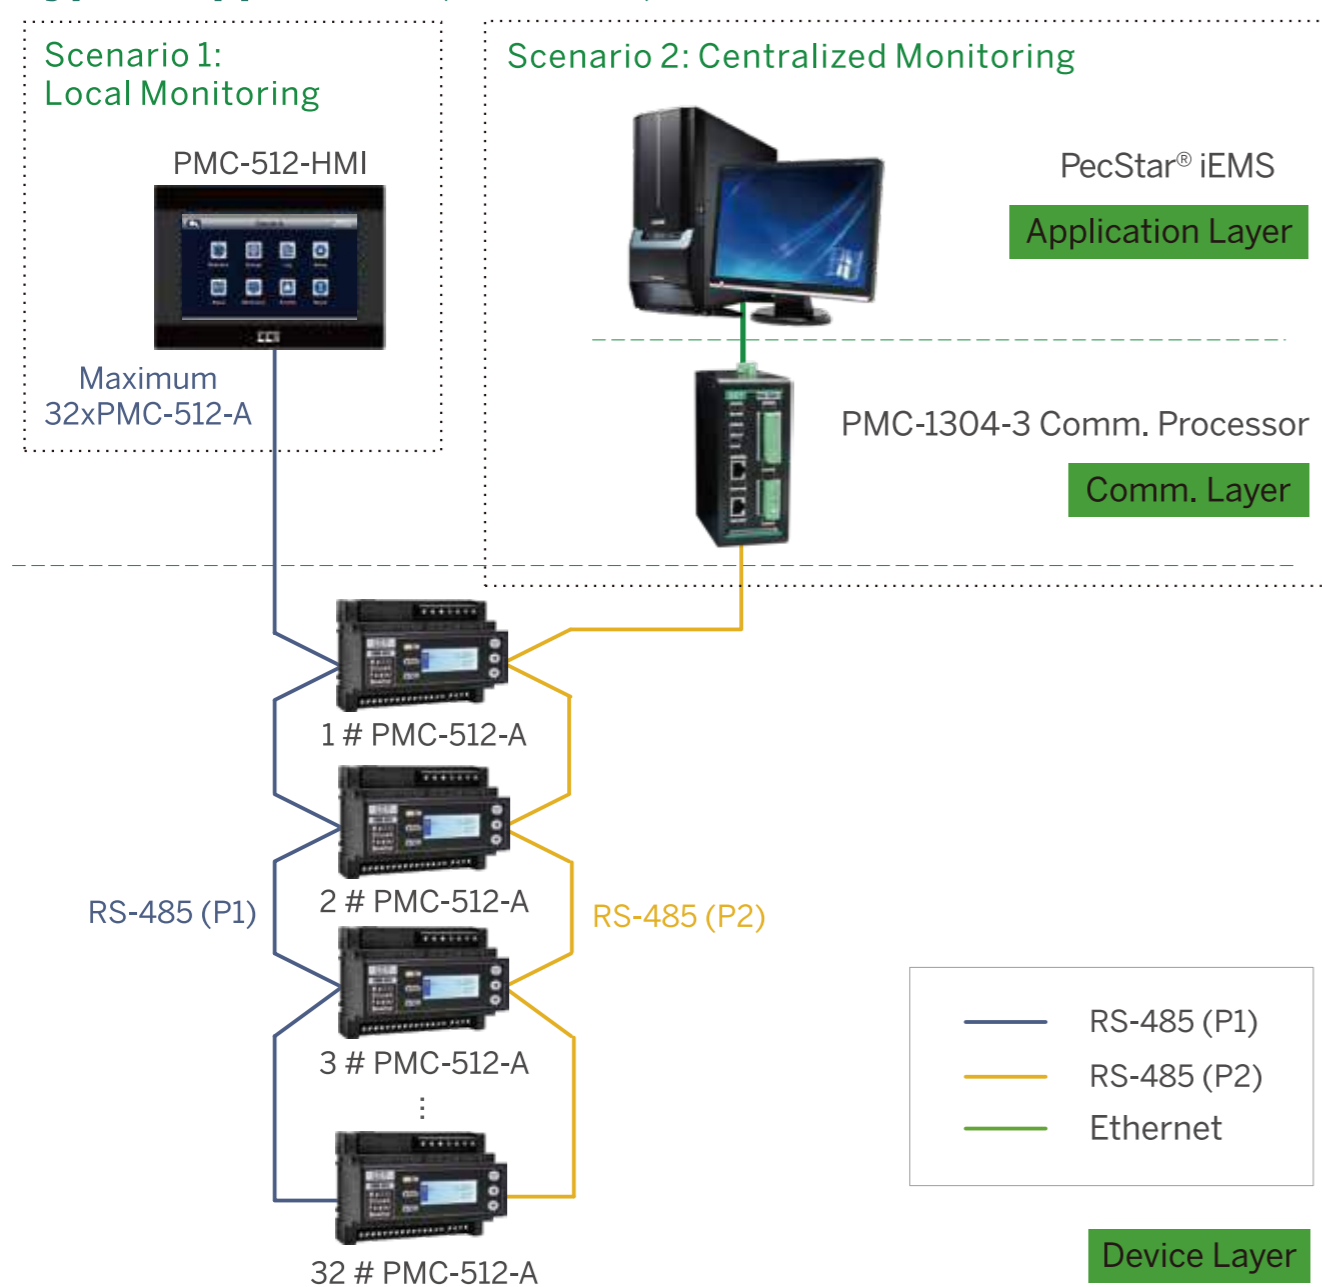 Scenario 1:
Local Monitoring
PMC-512-HMI
Maximum
32xPMC-512-A
Scenario 2: Centralized Monitoring
PecStar® iEMS
Application Layer
PMC-1304-3 Comm. Processor
Comm. Layer
1 # PMC-512-A
2 # PMC-512-A
RS-485 (P1)
RS-485 (P2)
3 # PMC-512-A
⋮
32 # PMC-512-A
RS-485 (P1)
RS-485 (P2)
Ethernet
Device Layer